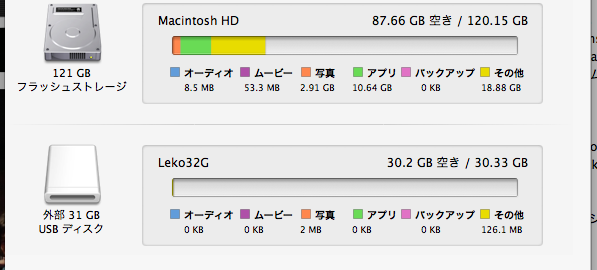 Macintosh HD 87.66 GB 空き / 120.15 GB
121 GB
フラッシュストレージ
オーディオ ムービー 写真 アプリ バックアップ その他
8.5 MB 53.3 MB 2.91 GB 10.64 GB 0 KB 18.88 GB
Leko32G 30.2 GB 空き / 30.33 GB
外部 31 GB
USB ディスク
オーディオ ムービー 写真 アプリ バックアップ その他
0 KB 0 KB 2 MB 0 KB 0 KB 126.1 MB